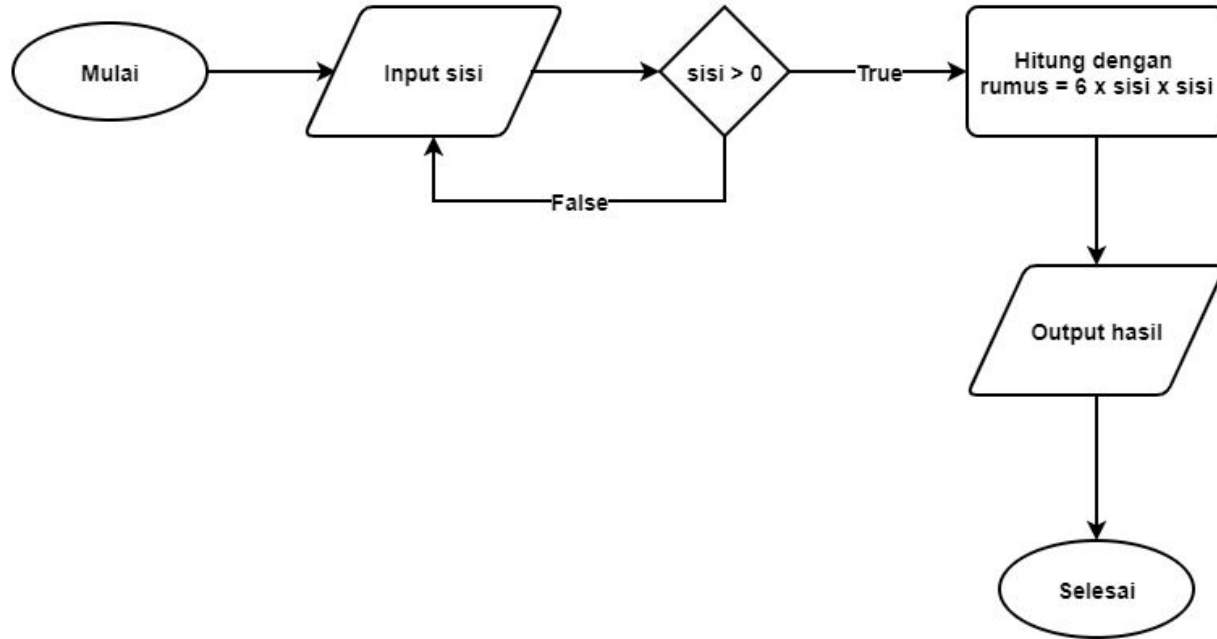 Mulai
Input sisi
sisi > 0
True
Hitung dengan
rumus = 6 x sisi x sisi
False
Output hasil
Selesai